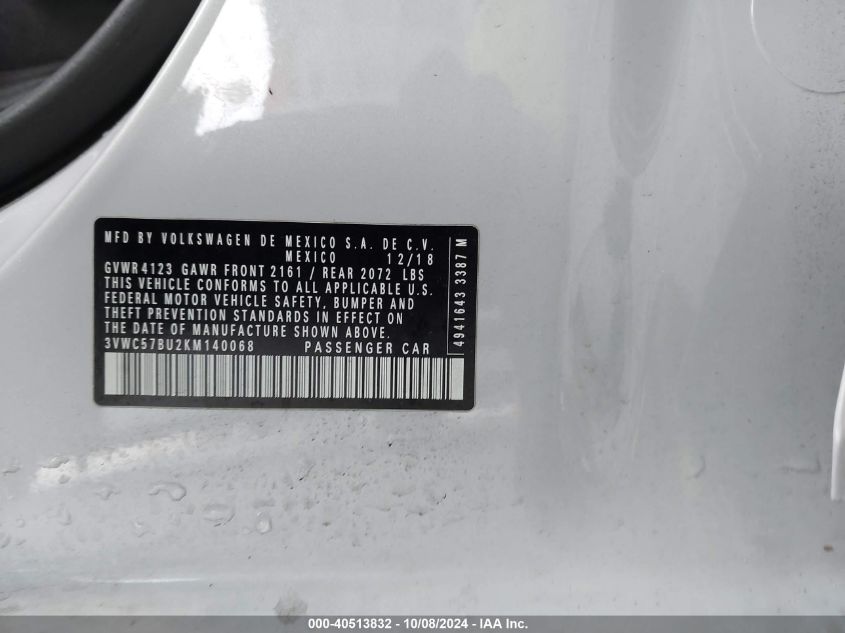 MFD BY VOLKSWAGEN DE MEXICO S.A. DE C.V.
MEXICO 12/18
GVWR 4123 GAWR FRONT 2161 / REAR 2072 LBS
THIS VEHICLE CONFORMS TO ALL APPLICABLE U.S.
FEDERAL MOTOR VEHICLE SAFETY, BUMPER AND
THEFT PREVENTION STANDARDS IN EFFECT ON
THE DATE OF MANUFACTURE SHOWN ABOVE.
3VWC57BU2KM140068 PASSENGER CAR
4941643 3387 M
000-40513832 - 10/08/2024 - IAA, Inc.